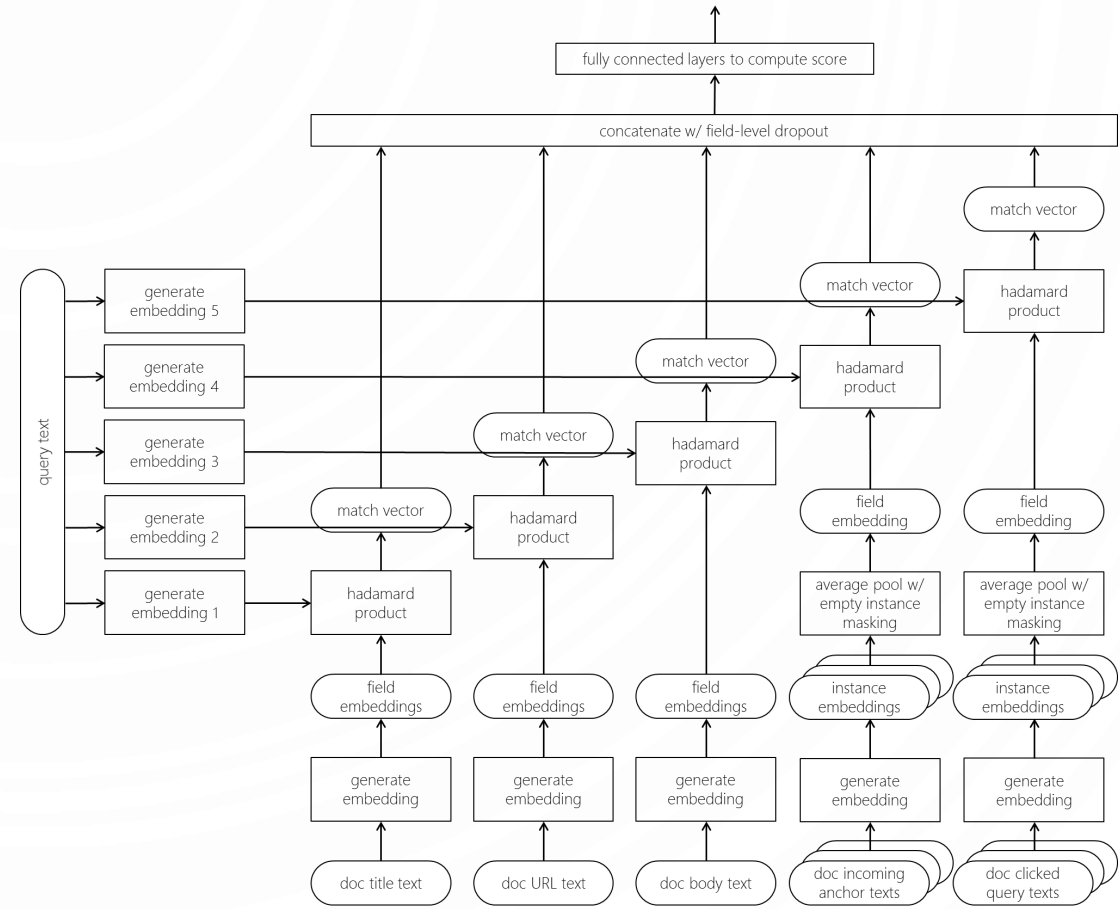 fully connected layers to compute score
concatenate w/ field-level dropout
match vector
generate
embedding 5
match vector
hadamard
product
generate
embedding 4
match vector
hadamard
product
query text
generate
embedding 3
match vector
hadamard
product
generate
embedding 2
match vector
hadamard
product
field
embedding
field
embedding
generate
embedding 1
hadamard
product
average pool w/
empty instance
masking
average pool w/
empty instance
masking
field
embeddings
field
embeddings
field
embeddings
instance
embeddings
instance
embeddings
generate
embedding
generate
embedding
generate
embedding
generate
embedding
generate
embedding
doc title text
doc URL text
doc body text
doc incoming
anchor texts
doc clicked
query texts